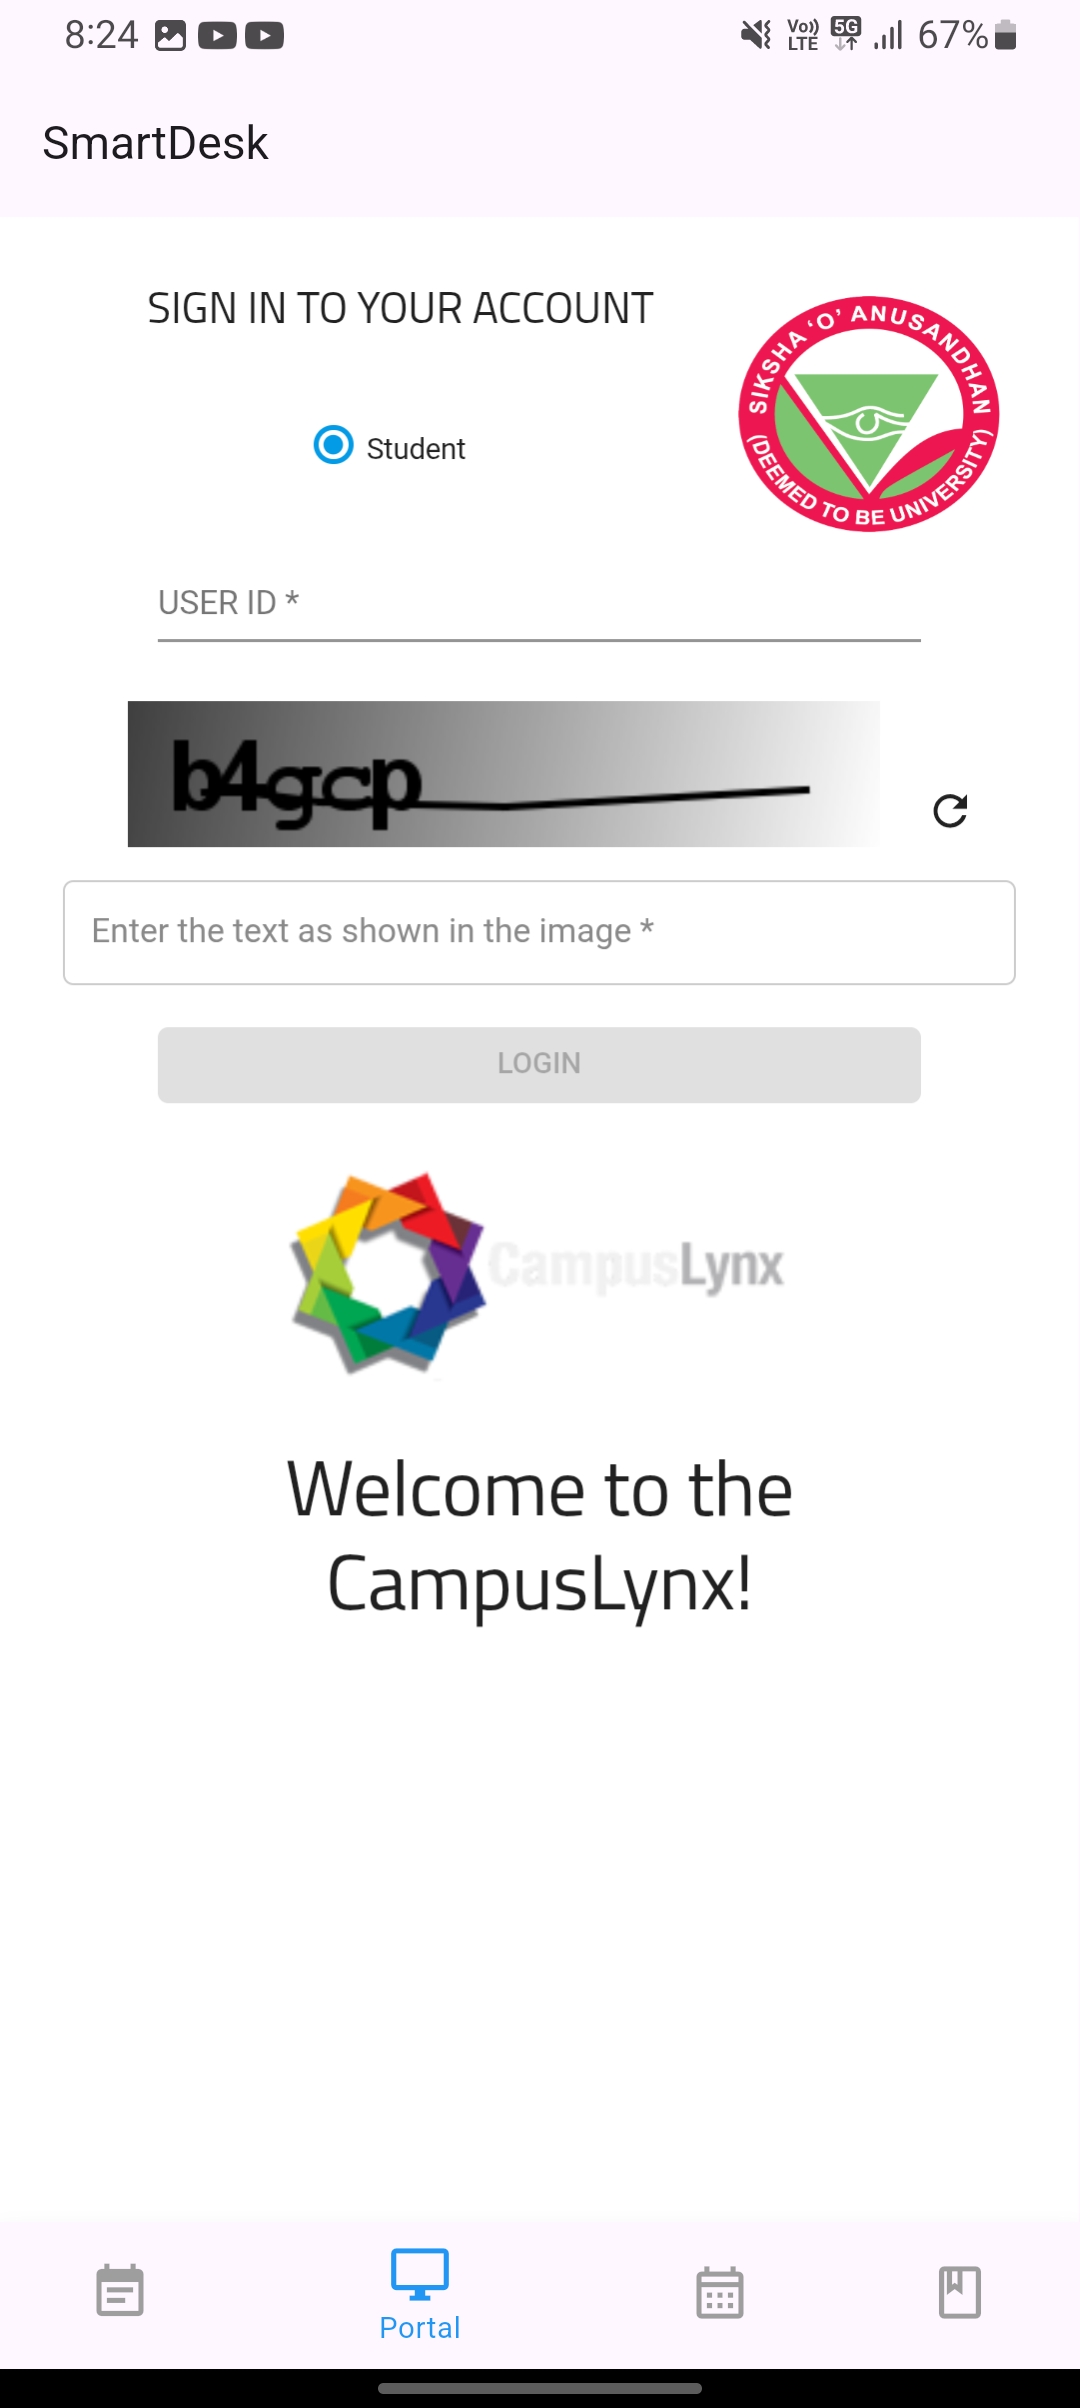 8:24
Vo)) LTE 5G 67%
SmartDesk
SIGN IN TO YOUR ACCOUNT
SIKSHA ‘O’ ANUSANDHAN
(DEEMED TO BE UNIVERSITY)
Student
USER ID *
b4gcp
Enter the text as shown in the image *
LOGIN
CampusLynx
Welcome to the
CampusLynx!
Portal